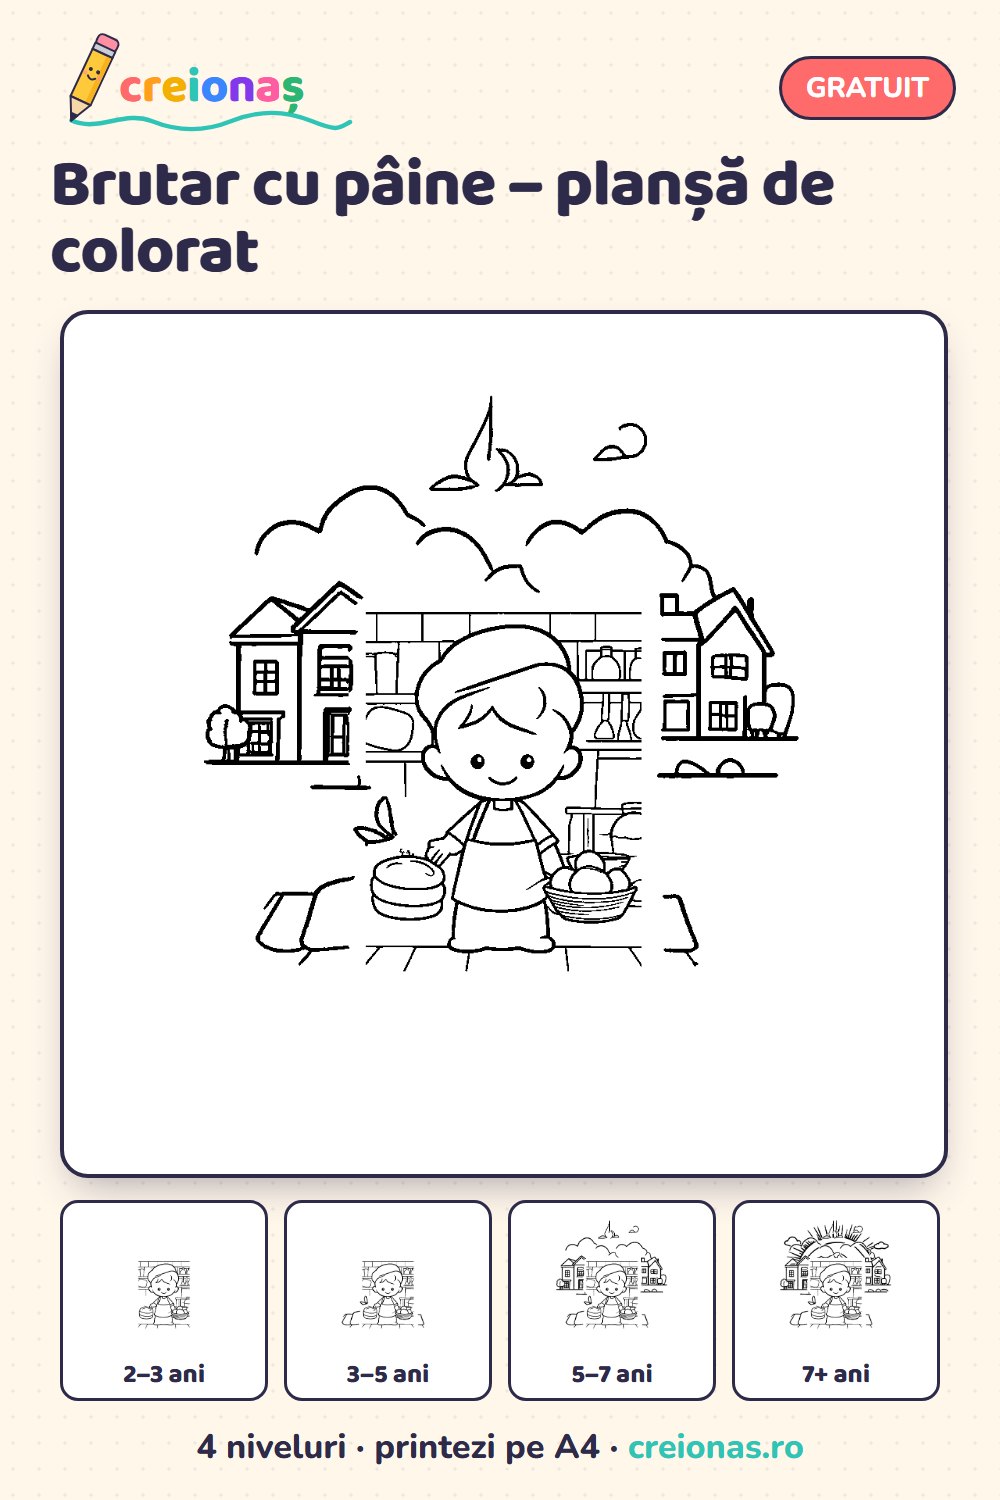 creionaș
GRATUIT
Brutar cu pâine – planșă de
colorat
2–3 ani
3–5 ani
5–7 ani
7+ ani
4 niveluri · printezi pe A4 · creionas.ro